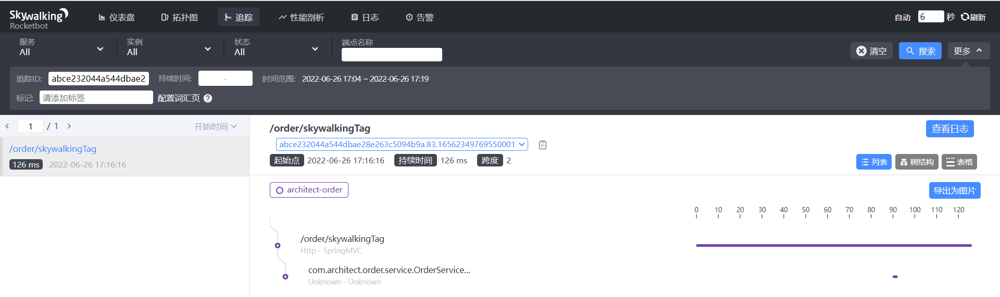 Skywalking
Rocketbot
仪表盘 拓扑图 追踪 性能剖析 日志 告警
自动 6 秒 刷新
服务 实例 状态 端点名称
All All All
清空 搜索 更多
追踪ID: abce232044a544dbae2 持续时间: - 时间范围: 2022-06-26 17:04 ~ 2022-06-26 17:19
标记: 请添加标签 配置词汇页 ?
1 / 1 开始时间
/order/skywalkingTag
126 ms 2022-06-26 17:16:16
/order/skywalkingTag
查看日志
abce232044a544dbae28e263c5094b9a.83.16562349769550001
起始点 2022-06-26 17:16:16 持续时间 126 ms 跨度 2
列表 树结构 表格
architect-order
导出为图片
0 10 20 30 40 50 60 70 80 90 100 110 120
/order/skywalkingTag
Http - SpringMVC
com.architect.order.service.OrderService...
Unknown - Unknown